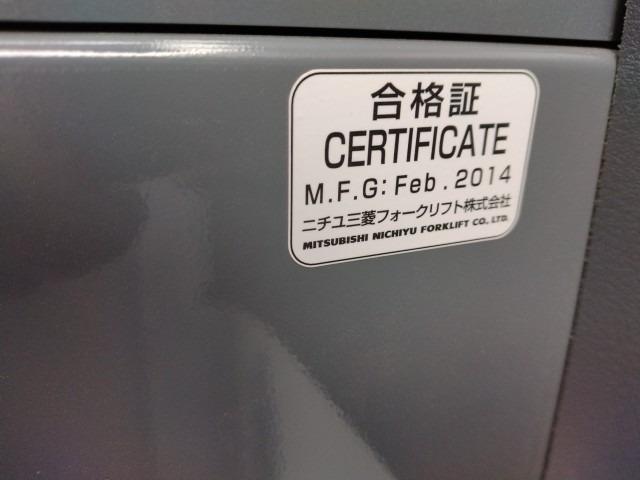 合格証
CERTIFICATE
M.F.G: Feb. 2014
ニチユ三菱フォークリフト株式会社
MITSUBISHI NICHIYU FORKLIFT CO., LTD.